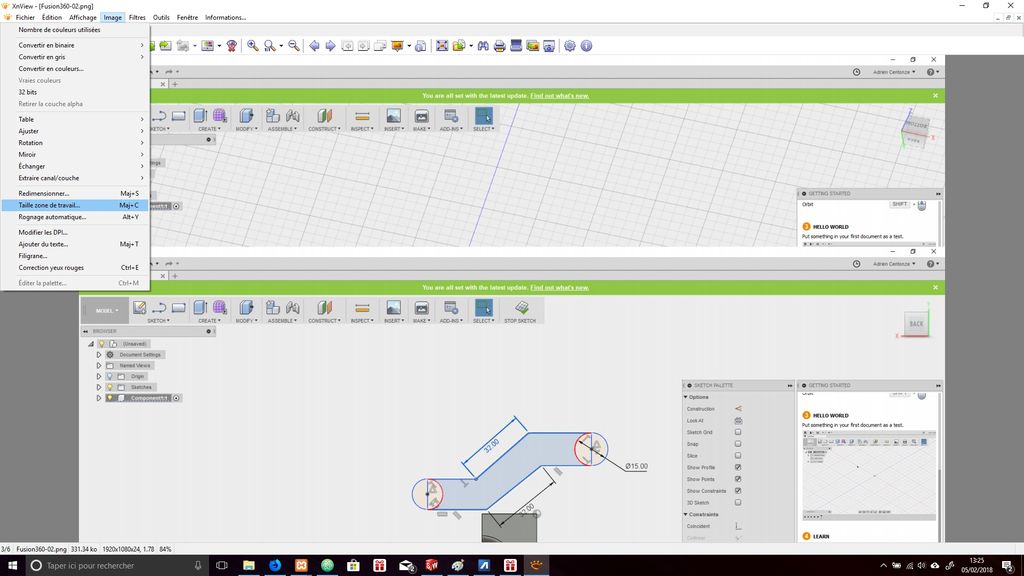 XnView - [Fusion360-02.png]
Fichier Édition Affichage Image Filtres Outils Fenêtre Informations...
Nombre de couleurs utilisées
Convertir en binaire
Convertir en gris
Convertir en couleurs...
Vraies couleurs
32 bits
Retirer la couche alpha
Table
Ajuster
Rotation
Miroir
Échanger
Extraire canal/couche
Redimensionner... Maj+S
Taille zone de travail... Maj+C
Rognage automatique... Alt+Y
Modifier les DPI...
Ajouter du texte... Maj+T
Filigrane...
Correction yeux rouges Ctrl+E
Éditer la palette... Ctrl+M
Adrien Centonze
You are all set with the latest update. Find out what's new.
SKETCH CREATE MODIFY ASSEMBLE CONSTRUCT INSPECT INSERT MAKE ADD-INS SELECT
BOTTOM
BACK
X
GETTING STARTED
Orbit SHIFT
3 HELLO WORLD
Put something in your first document as a test.
Adrien Centonze
You are all set with the latest update. Find out what's new.
MODEL
SKETCH CREATE MODIFY ASSEMBLE CONSTRUCT INSPECT INSERT MAKE ADD-INS SELECT STOP SKETCH
BACK
X
BROWSER
(Unsaved)
Document Settings
Named Views
Origin
Sketches
Component1:1
32.00
Ø15.00
32.00
SKETCH PALETTE
Options
Construction
Look At
Sketch Grid
Snap
Slice
Show Profile
Show Points
Show Constraints
3D Sketch
Constraints
Coincident
Collinear
GETTING STARTED
3 HELLO WORLD
Put something in your first document as a test.
4 LEARN
3/6 Fusion360-02.png 331.34 ko 1920x1080x24, 1.78 84%
Taper ici pour rechercher
13:25
05/02/2018